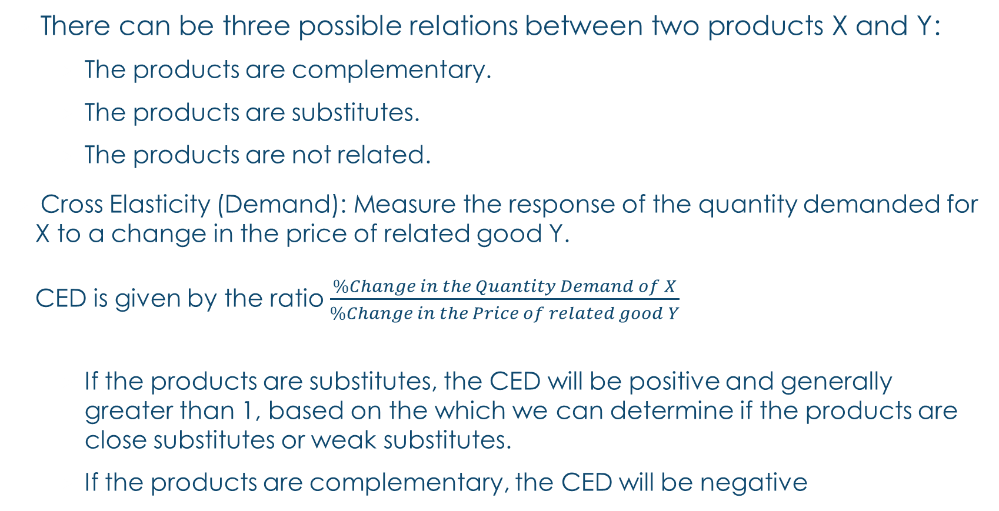 There can be three possible relations between two products X and Y:
The products are complementary.
The products are substitutes.
The products are not related.
Cross Elasticity (Demand): Measure the response of the quantity demanded for
X to a change in the price of related good Y.
CED is given by the ratio %Change in the Quantity Demand of X
%Change in the Price of related good Y
If the products are substitutes, the CED will be positive and generally
greater than 1, based on the which we can determine if the products are
close substitutes or weak substitutes.
If the products are complementary, the CED will be negative